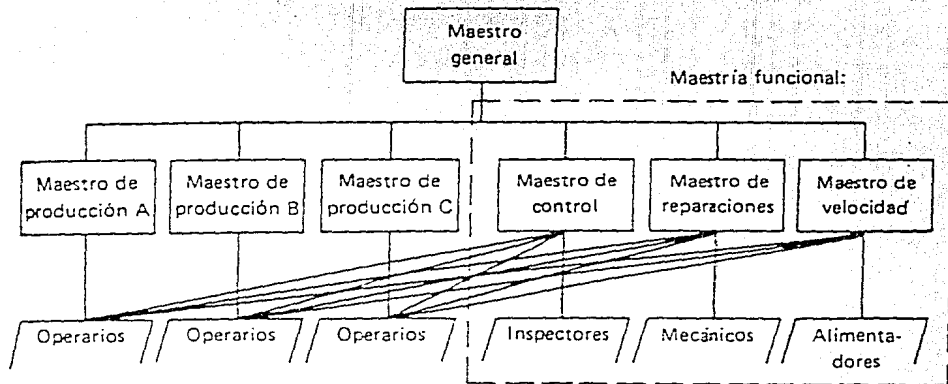 Maestro
general
Maestría funcional:
Maestro de
producción A
Maestro de
producción B
Maestro de
producción C
Maestro de
control
Maestro de
reparaciones
Maestro de
velocidad
Operarios
Operarios
Operarios
Inspectores
Mecánicos
Alimenta-
dores